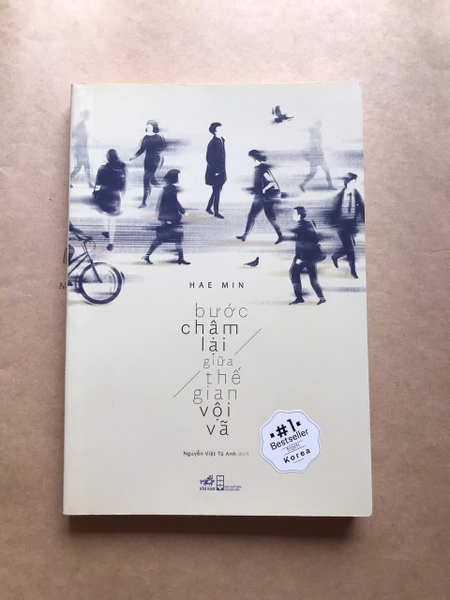 HAE MIN
bước
chậm
lại
giữa
thế
gian
vội
vã
Nguyễn Việt Tú Anh dịch
#1
Bestseller
from
Korea